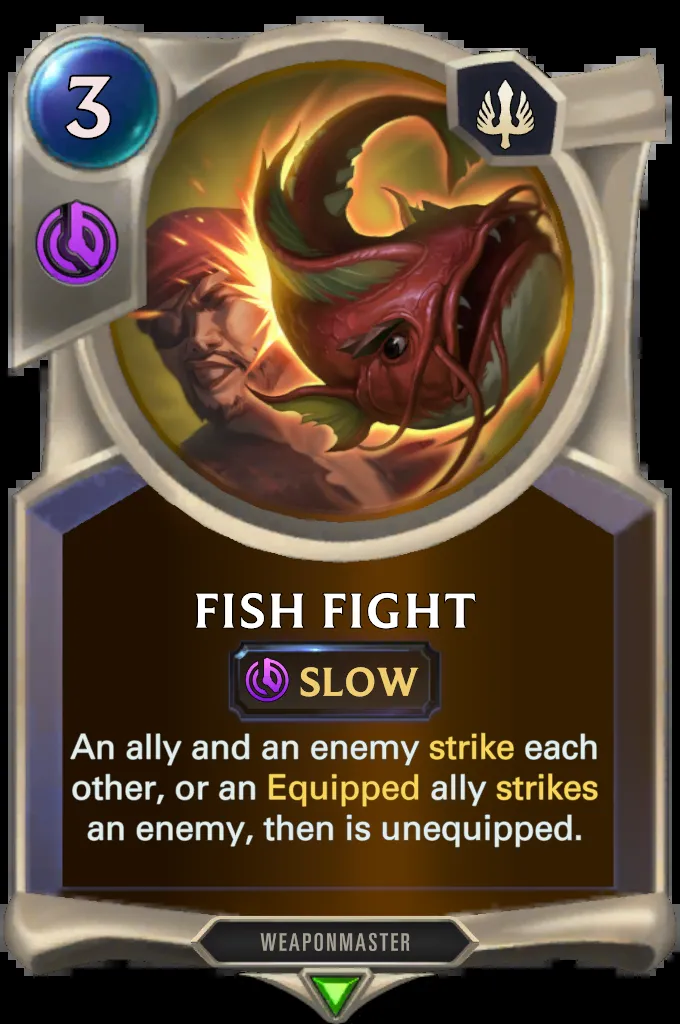 3
FISH FIGHT
SLOW
An ally and an enemy strike each
other, or an Equipped ally strikes
an enemy, then is unequipped.
WEAPONMASTER